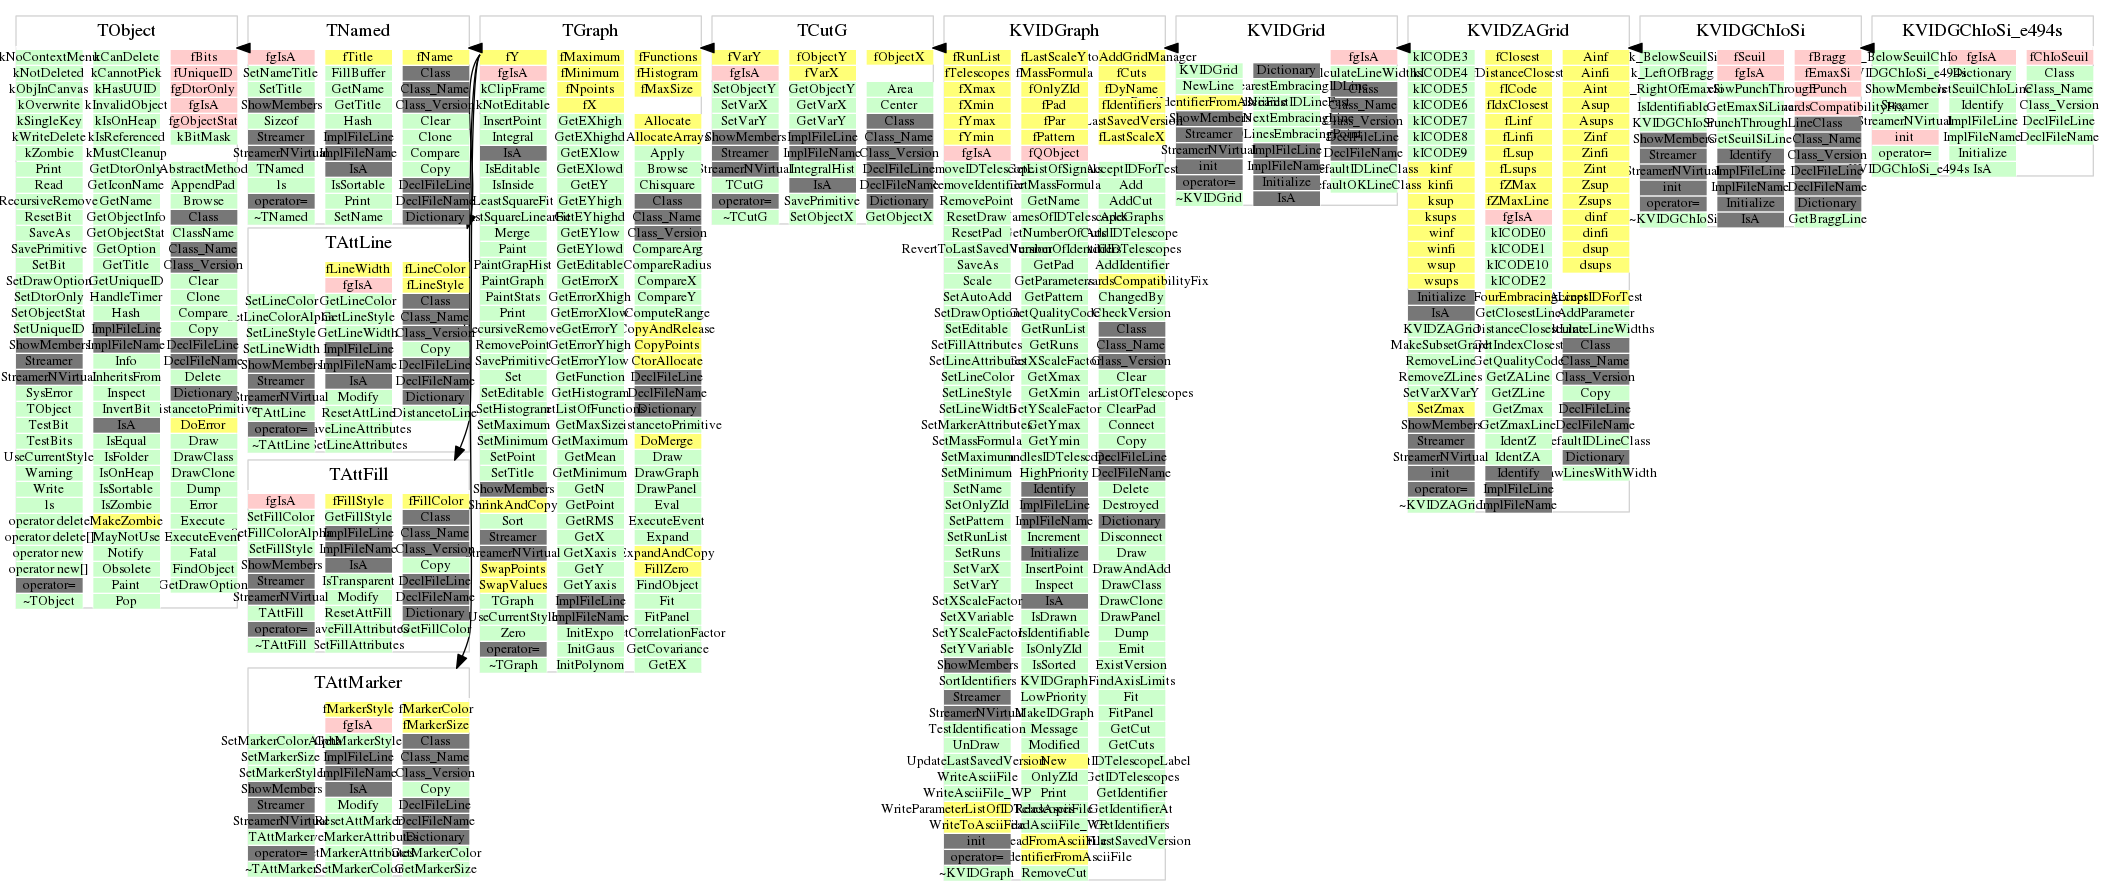 TObject
kNoContextMenu kCanDelete fBits
kNotDeleted kCannotPick fUniqueID
kObjInCanvas kHasUUID fgDtorOnly
kOverwrite kInvalidObject fgIsA
kSingleKey kIsOnHeap fgObjectStat
kWriteDelete kIsReferenced kBitMask
kZombie kMustCleanup
Print GetDtorOnly AbstractMethod
Read GetIconName AppendPad
RecursiveRemove GetName Browse
ResetBit GetObjectInfo Class
SaveAs GetObjectStat ClassName
SavePrimitive GetOption Class_Name
SetBit GetTitle Class_Version
SetDrawOption GetUniqueID Clear
SetDtorOnly HandleTimer Clone
SetObjectStat Hash Compare
SetUniqueID ImplFileLine Copy
ShowMembers ImplFileName DeclFileLine
Streamer Info DeclFileName
StreamerNVirtual InheritsFrom Delete
SysError Inspect Dictionary
TObject InvertBit DistancetoPrimitive
TestBit IsA DoError
TestBits IsEqual Draw
UseCurrentStyle IsFolder DrawClass
Warning IsOnHeap DrawClone
Write IsSortable Dump
ls IsZombie Error
operator delete MakeZombie Execute
operator delete[] MayNotUse ExecuteEvent
operator new Notify Fatal
operator new[] Obsolete FindObject
operator= Paint GetDrawOption
~TObject Pop
TNamed
fgIsA fTitle fName
SetNameTitle FillBuffer Class
SetName GetName Class_Name
ShowMembers GetTitle Class_Version
Sizeof Hash Clear
Streamer ImplFileLine Clone
StreamerNVirtual ImplFileName Compare
TNamed IsA Copy
ls IsSortable DeclFileLine
operator= Print DeclFileName
~TNamed SetName Dictionary
TAttLine
fLineWidth fLineColor
fgIsA fLineStyle
SetLineColor GetLineColor Class
SetLineColorAlpha GetLineStyle Class_Name
SetLineStyle GetLineWidth Class_Version
SetLineWidth ImplFileLine Copy
ShowMembers ImplFileName DeclFileLine
Streamer IsA DeclFileName
StreamerNVirtual Modify Dictionary
TAttLine ResetAttLine DistancetoLine
operator= SaveLineAttributes
~TAttLine SetLineAttributes
TAttFill
fgIsA fFillStyle fFillColor
SetFillColor GetFillStyle Class
SetFillColorAlpha ImplFileLine Class_Name
SetFillStyle ImplFileName Class_Version
ShowMembers IsA Copy
Streamer IsTransparent DeclFileLine
StreamerNVirtual Modify DeclFileName
TAttFill ResetAttFill Dictionary
operator= SaveFillAttributes GetFillColor
~TAttFill SetFillAttributes
TAttMarker
fMarkerStyle fMarkerColor
fgIsA fMarkerSize
SetMarkerColorAlpha GetMarkerStyle Class
SetMarkerSize ImplFileLine Class_Name
SetMarkerStyle ImplFileName Class_Version
ShowMembers IsA Copy
Streamer Modify DeclFileLine
StreamerNVirtual ResetAttMarker DeclFileName
TAttMarker SaveMarkerAttributes Dictionary
operator= SetMarkerAttributes GetMarkerColor
~TAttMarker SetMarkerColor GetMarkerSize
TGraph
fY fMaximum fFunctions
fgIsA fMinimum fHistogram
kClipFrame fNpoints fMaxSize
kNotEditable fX
InsertPoint GetEXhigh Allocate
Integral GetEXhighd AllocateArrays
IsA GetEXlow Apply
IsEditable GetEXlowd Browse
IsInside GetEY Chisquare
LeastSquareFit GetEYhigh Class
LeastSquareLinearFit GetEYhighd Class_Name
Merge GetEYlow Class_Version
Paint GetEYlowd CompareArg
PaintGrapHist GetEditable CompareRadius
PaintGraph GetErrorX CompareX
PaintStats GetErrorXhigh CompareY
Print GetErrorXlow ComputeRange
RecursiveRemove GetErrorY CopyAndRelease
RemovePoint GetErrorYhigh CopyPoints
SavePrimitive GetErrorYlow CtorAllocate
Set GetFunction DeclFileLine
SetEditable GetHistogram DeclFileName
SetHistogram GetListOfFunctions Dictionary
SetMaximum GetMaxSize DistancetoPrimitive
SetMinimum GetMaximum DoMerge
SetPoint GetMean Draw
SetTitle GetMinimum DrawGraph
ShowMembers GetN DrawPanel
ShrinkAndCopy GetPoint Eval
Sort GetRMS ExecuteEvent
Streamer GetX Expand
StreamerNVirtual GetXaxis ExpandAndCopy
SwapPoints GetY FillZero
SwapValues GetYaxis FindObject
TGraph ImplFileLine Fit
UseCurrentStyle ImplFileName FitPanel
Zero InitExpo GetCorrelationFactor
operator= InitGaus GetCovariance
~TGraph InitPolynom GetEX
TCutG
fVarY fObjectY fObjectX
fgIsA fVarX
SetObjectY GetObjectY Area
SetVarX GetVarX Center
SetVarY GetVarY Class
ShowMembers ImplFileLine Class_Name
Streamer ImplFileName Class_Version
StreamerNVirtual IntegralHist DeclFileLine
TCutG IsA DeclFileName
operator= SavePrimitive Dictionary
~TCutG SetObjectX GetObjectX
KVIDGraph
fRunList fLastScaleY
fTelescopes fMassFormula fCuts
fXmax fOnlyZId fDyName
fXmin fPad fIdentifiers
fYmax fPar fLastSavedVersion
fYmin fPattern fLastScaleX
fgIsA fQObject
AcceptIDForTest
RemoveIdentifier GetMassFormula Add
RemovePoint GetName AddCut
ResetDraw AddGraphs
ResetPad GetNumberOfCuts AddIDTelescope
RevertToLastSavedVersion AddIDTelescopes
SaveAs GetPad AddIdentifier
Scale GetParameters
SetAutoAdd GetPattern ChangedBy
SetDrawOption GetQualityCode CheckVersion
SetEditable GetRunList Class
SetFillAttributes GetRuns Class_Name
SetLineAttributes GetXScaleFactor Class_Version
SetLineColor GetXmax Clear
SetLineStyle GetXmin ClearListOfTelescopes
SetLineWidth GetYScaleFactor ClearPad
SetMarkerAttributes GetYmax Connect
SetMassFormula GetYmin Copy
SetMaximum HandlesIDTelescope DeclFileLine
SetMinimum HighPriority DeclFileName
SetName Identify Delete
SetOnlyZId ImplFileLine Destroyed
SetPattern ImplFileName Dictionary
SetRunList Increment Disconnect
SetRuns Initialize Draw
SetVarX InsertPoint DrawAndAdd
SetVarY Inspect DrawClass
SetXScaleFactor IsA DrawClone
SetXVariable IsDrawn DrawPanel
SetYScaleFactor IsIdentifiable Dump
SetYVariable IsOnlyZId Emit
ShowMembers IsSorted ExistVersion
SortIdentifiers KVIDGraph FindAxisLimits
Streamer LowPriority Fit
StreamerNVirtual MakeIDGraph FitPanel
TestIdentification Message GetCut
UnDraw Modified GetCuts
UpdateLastSavedVersion New GetIDTelescopeLabel
WriteAsciiFile OnlyZId GetIDTelescopes
WriteAsciiFile_WP Print GetIdentifier
ReadAsciiFile GetIdentifierAt
WriteToAsciiFile ReadAsciiFile_WP GetIdentifiers
init ReadFromAsciiFile GetLastSavedVersion
operator=
~KVIDGraph RemoveCut
KVIDGrid
fgIsA
KVIDGrid Dictionary
NewLine Class
Class_Name
ShowMembers Class_Version
Streamer DeclFileLine
StreamerNVirtual ImplFileLine DeclFileName
init ImplFileName DefaultIDLineClass
operator= Initialize DefaultOKLineClass
~KVIDGrid IsA
KVIDZAGrid
kICODE3 fClosest Ainf
kICODE4 fDistanceClosest Ainfi
kICODE5 fICode Aint
kICODE6 fIdxClosest Asup
kICODE7 fLinf Asups
kICODE8 fLinfi Zinf
kICODE9 fLsup Zinfi
kinf fLsups Zint
kinfi fZMax Zsup
ksup fZMaxLine Zsups
ksups fgIsA dinf
winf kICODE0 dinfi
winfi kICODE1 dsup
wsup kICODE10 dsups
wsups kICODE2
Initialize AcceptIDForTest
IsA GetClosestLine AddParameter
KVIDZAGrid CalculateLineWidths
MakeSubsetGraph GetIndexClosest Class
RemoveLine GetQualityCode Class_Name
RemoveZLines GetZALine Class_Version
SetVarXVarY GetZLine Copy
SetZmax GetZmax DeclFileLine
ShowMembers GetZmaxLine DeclFileName
Streamer IdentZ DefaultIDLineClass
StreamerNVirtual IdentZA Dictionary
init Identify DrawLinesWithWidth
operator= ImplFileLine
~KVIDZAGrid ImplFileName
KVIDGChIoSi
k_BelowSeuilSi fSeuil fBragg
k_LeftOfBragg fgIsA fEmaxSi
fPunch
IsIdentifiable GetEmaxSiLine
KVIDGChIoSi Class
ShowMembers GetSeuilSiLine Class_Name
Streamer Identify Class_Version
StreamerNVirtual ImplFileLine DeclFileLine
init ImplFileName DeclFileName
operator= Initialize Dictionary
~KVIDGChIoSi IsA GetBraggLine
KVIDGChIoSi_e494s
k_BelowSeuilChIo fgIsA fChIoSeuil
Dictionary Class
ShowMembers GetSeuilChIoLine Class_Name
Streamer Identify Class_Version
StreamerNVirtual ImplFileLine DeclFileLine
init ImplFileName DeclFileName
operator= Initialize
KVIDGChIoSi_e494s IsA